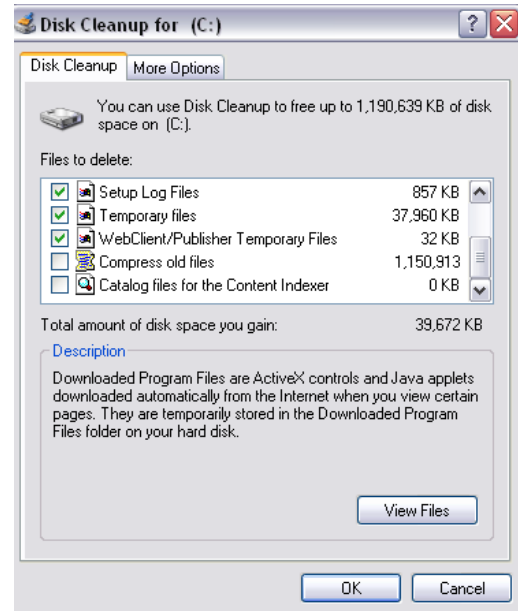 Disk Cleanup for (C:)
Disk Cleanup
More Options
You can use Disk Cleanup to free up to 1,190,639 KB of disk
space on (C:).
Files to delete:
Setup Log Files 857 KB
Temporary files 37,960 KB
WebClient/Publisher Temporary Files 32 KB
Compress old files 1,150,913
Catalog files for the Content Indexer 0 KB
Total amount of disk space you gain: 39,672 KB
Description
Downloaded Program Files are ActiveX controls and Java applets
downloaded automatically from the Internet when you view certain
pages. They are temporarily stored in the Downloaded Program
Files folder on your hard disk.
View Files
OK Cancel